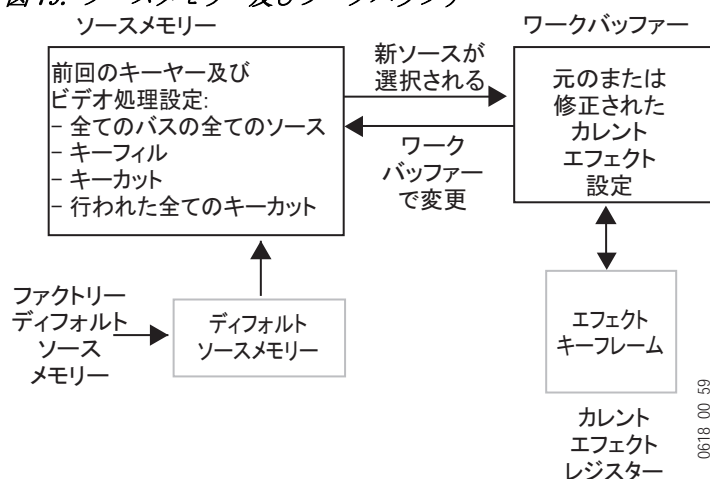 ソースメモリー
ワークバッファー
前回のキーヤー及び
ビデオ処理設定:
− 全てのバスの全てのソース
− キーフィル
− キーカット
− 行われた全てのキーカット
新ソースが
選択される
ワーク
バッファー
で変更
元のまたは
修正された
カレント
エフェクト
設定
ファクトリー
ディフォルト
ソース
メモリー
ディフォルト
ソースメモリー
エフェクト
キーフレーム
カレント
エフェクト
レジスター
0618_00_59